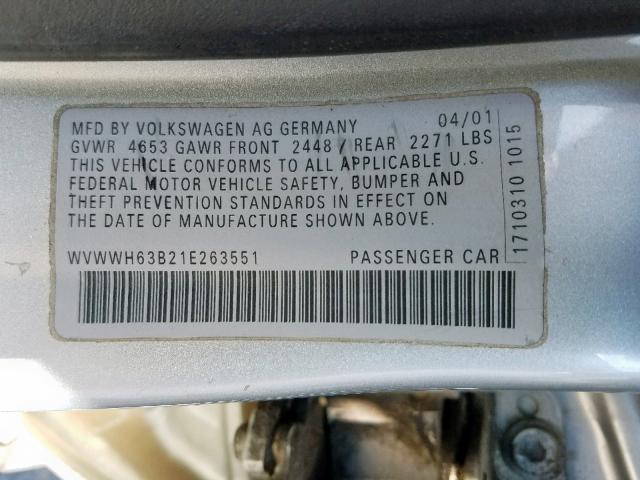 MFD BY VOLKSWAGEN AG GERMANY 04/01
GVWR 4653 GAWR FRONT 2448 / REAR 2271 LBS
THIS VEHICLE CONFORMS TO ALL APPLICABLE U.S.
FEDERAL MOTOR VEHICLE SAFETY, BUMPER AND
THEFT PREVENTION STANDARDS IN EFFECT ON
THE DATE OF MANUFACTURE SHOWN ABOVE.
WVWWH63B21E263551 PASSENGER CAR
1710310 1015